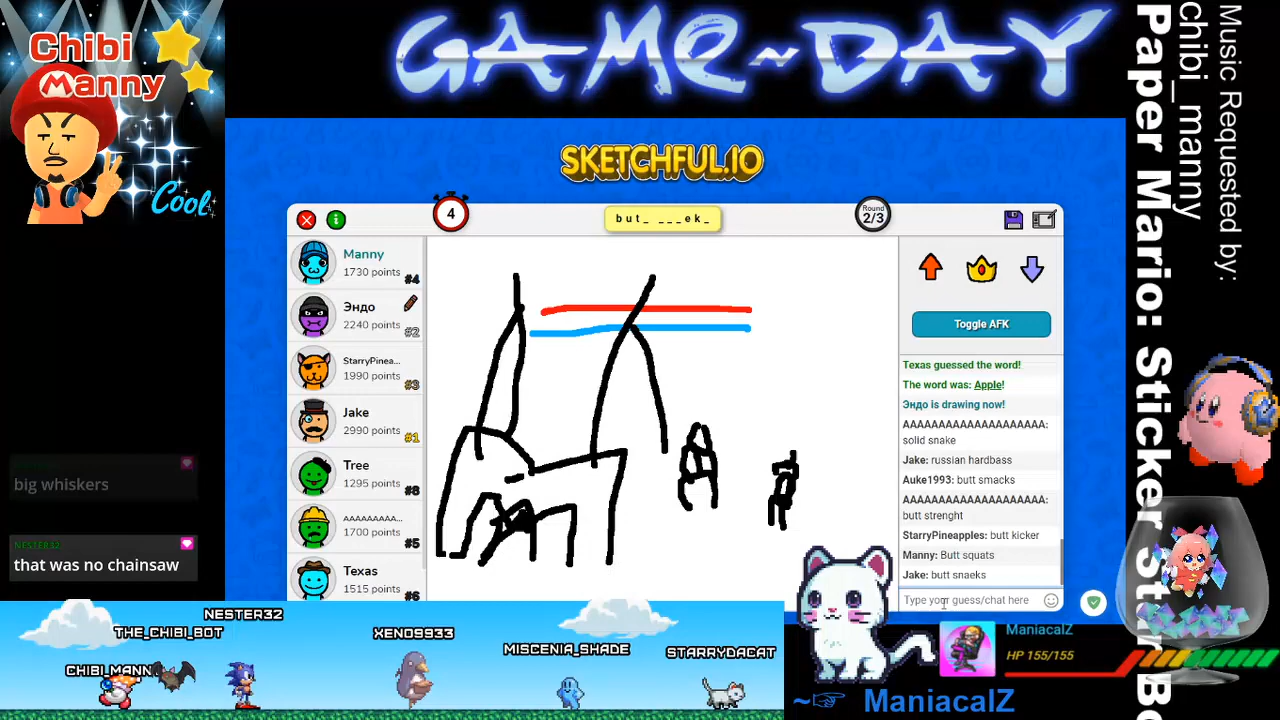 Chibi
Manny
Cool
GAME~DAY
Music Requested by:
chibi_manny
Paper Mario: Sticker Star Bo
SKETCHFUL.IO
4
but_ ___ek_
Round
2/3
Manny
1730 points
#4
Эндо
2240 points
#2
StarryPinea...
1990 points
#3
Jake
2990 points
#1
Tree
1295 points
#8
AAAAAAAAA...
1700 points
#5
Texas
1515 points
#6
Toggle AFK
Texas guessed the word!
The word was: Apple!
Эндо is drawing now!
AAAAAAAAAAAAAAAAAAAA:
solid snake
Jake: russian hardbass
Auke1993: butt smacks
AAAAAAAAAAAAAAAAAAAA:
butt strenght
StarryPineapples: butt kicker
Manny: Butt squats
Jake: butt snaeks
Type your guess/chat here
big whiskers
NESTER32
that was no chainsaw
NESTER32
THE_CHIBI_BOT
CHIBI_MANN
XENO9933
MISCENIA_SHADE
STARRYDACAT
ManiacalZ
HP 155/155
~☞ ManiacalZ